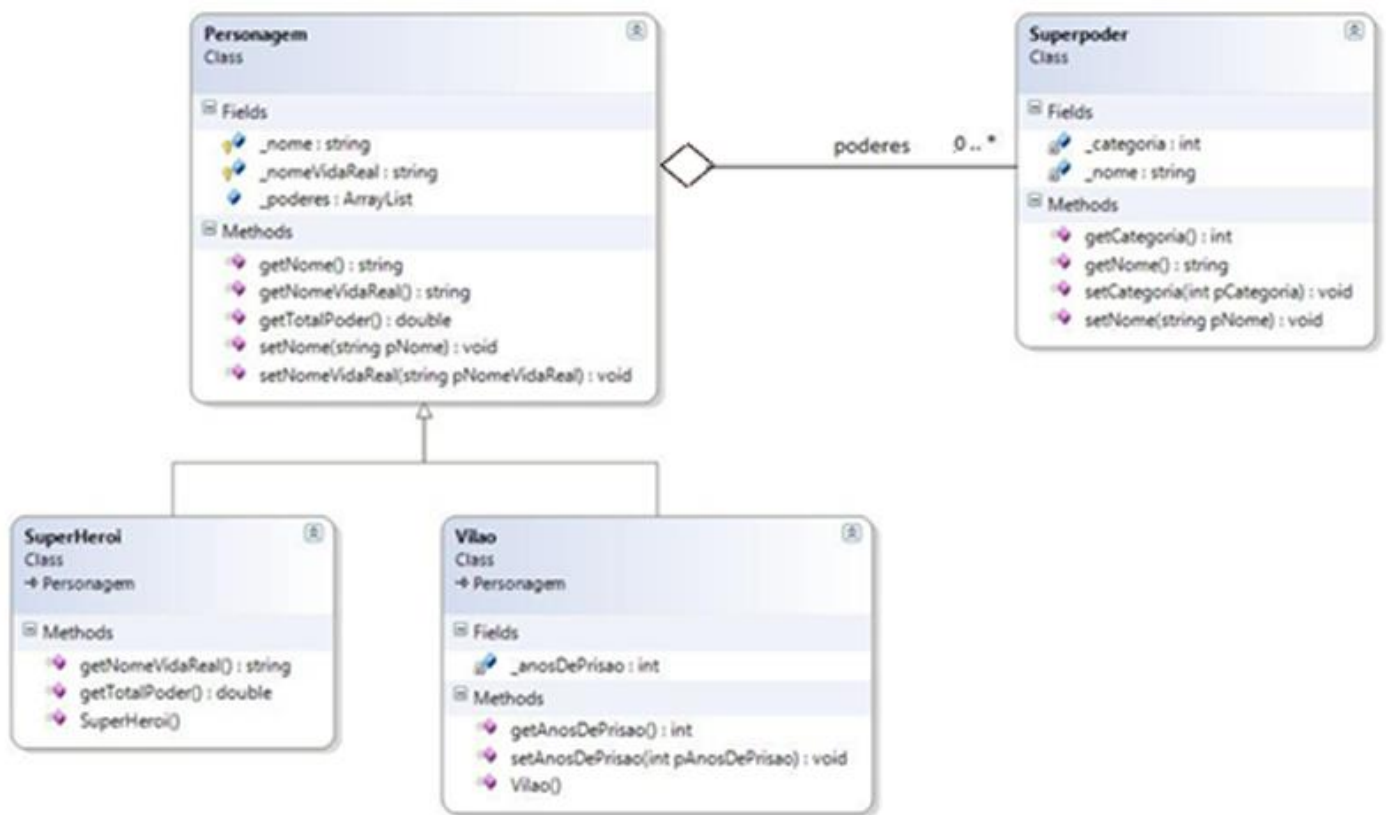 Personagem
Class
Fields
_nome : string
_nomeVidaReal : string
_poderes : ArrayList
Methods
getNome() : string
getNomeVidaReal() : string
getTotalPoder() : double
setNome(string pNome) : void
setNomeVidaReal(string pNomeVidaReal) : void
poderes 0 .. *
Superpoder
Class
Fields
_categoria : int
_nome : string
Methods
getCategoria() : int
getNome() : string
setCategoria(int pCategoria) : void
setNome(string pNome) : void
SuperHeroi
Class
Personagem
Methods
getNomeVidaReal() : string
getTotalPoder() : double
SuperHeroi()
Vilao
Class
Personagem
Fields
_anosDePrisao : int
Methods
getAnosDePrisao() : int
setAnosDePrisao(int pAnosDePrisao) : void
Vilao()